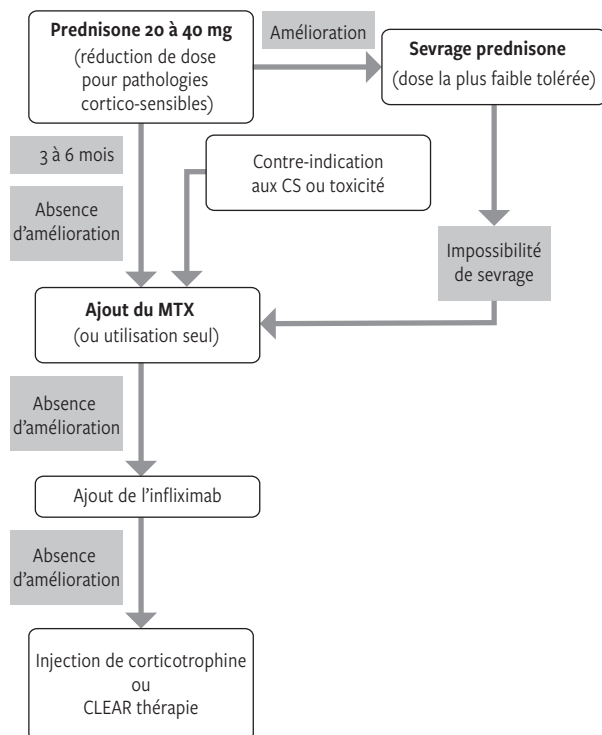 Prednisone 20 à 40 mg
(réduction de dose
pour pathologies
cortico-sensibles)
Amélioration
Sevrage prednisone
(dose la plus faible tolérée)
3 à 6 mois
Absence
d’amélioration
Contre-indication
aux CS ou toxicité
Impossibilité
de sevrage
Ajout du MTX
(ou utilisation seul)
Absence
d’amélioration
Ajout de l’infliximab
Absence
d’amélioration
Injection de corticotrophine
ou
CLEAR thérapie